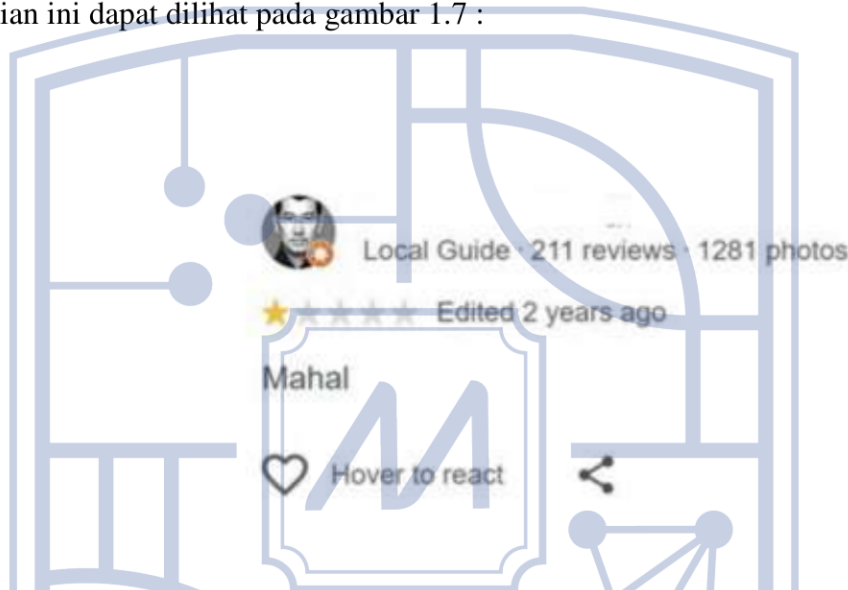 ian ini dapat dilihat pada gambar 1.7 :
Local Guide · 211 reviews · 1281 photos
Edited 2 years ago
Mahal
Hover to react